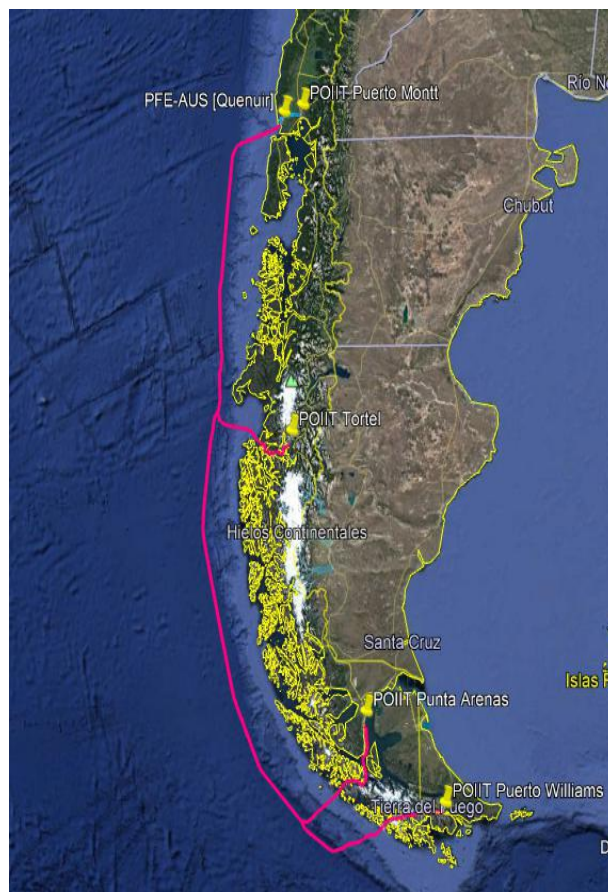 Río N
PFE-AUS [Quenuir]
POIIT Puerto Montt
Chubut
POIIT Tortel
Hielos Continentales
Santa Cruz
Islas F
POIIT Punta Arenas
POIIT Puerto Williams
Tierra del Fuego
D